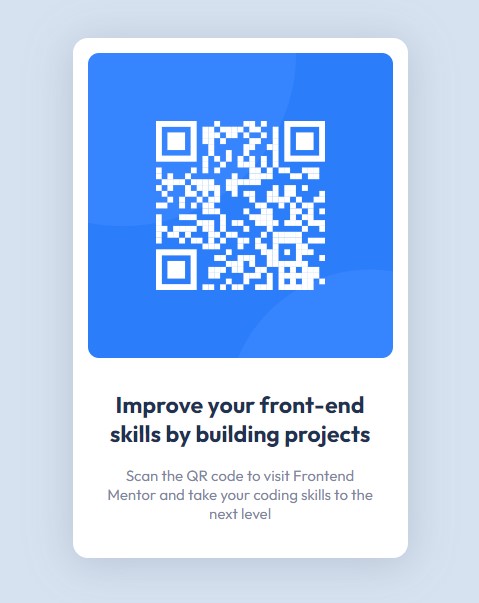 Improve your front-end
skills by building projects
Scan the QR code to visit Frontend
Mentor and take your coding skills to the
next level